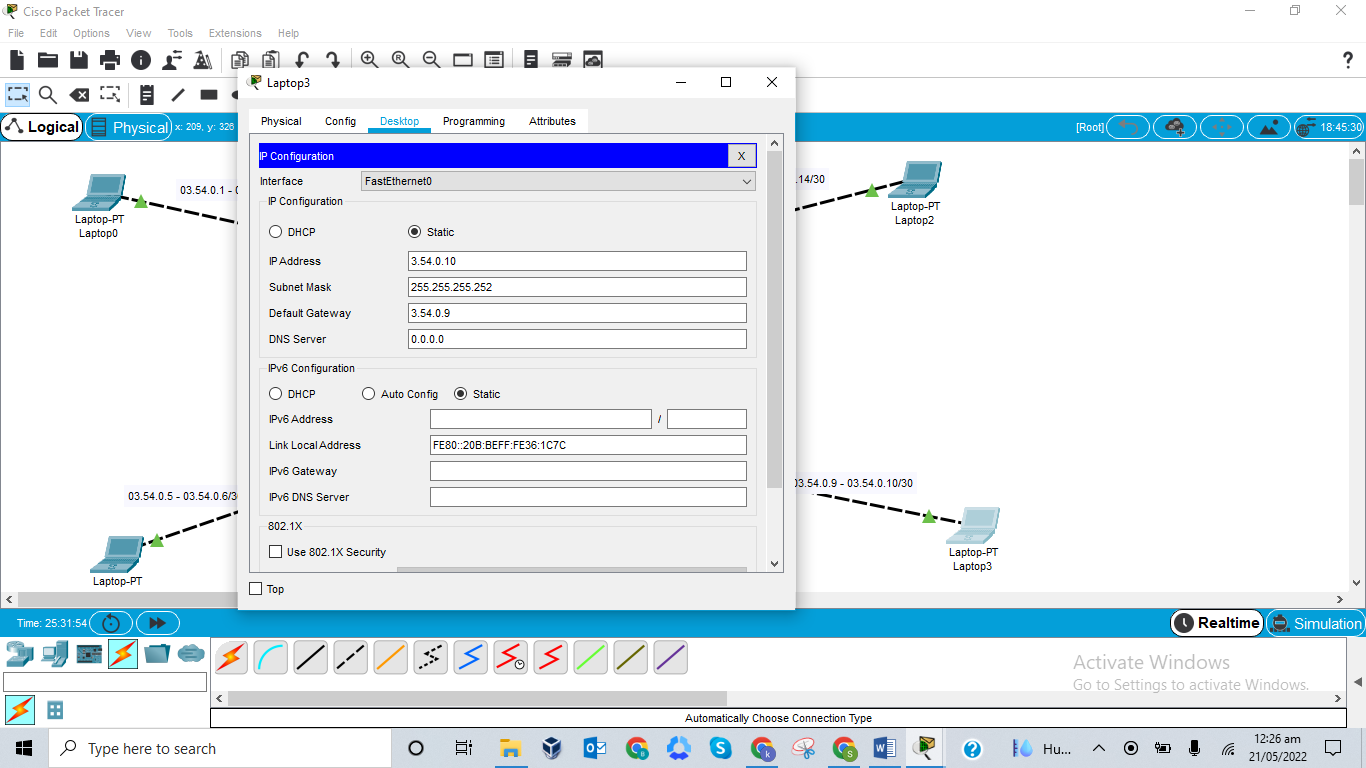 Cisco Packet Tracer
File Edit Options View Tools Extensions Help
Laptop3
Physical Config Desktop Programming Attributes
Logical Physical x: 209, y: 326 [Root] 18:45:30
IP Configuration X
Interface FastEthernet0
IP Configuration
DHCP Static
IP Address 3.54.0.10
Subnet Mask 255.255.255.252
Default Gateway 3.54.0.9
DNS Server 0.0.0.0
IPv6 Configuration
DHCP Auto Config Static
IPv6 Address /
Link Local Address FE80::20B:BEFF:FE36:1C7C
IPv6 Gateway
IPv6 DNS Server
802.1X
Use 802.1X Security
Top
03.54.0.1 -
Laptop-PT
Laptop0
.14/30
Laptop-PT
Laptop2
03.54.0.5 - 03.54.0.6/3
Laptop-PT
3.54.0.9 - 03.54.0.10/30
Laptop-PT
Laptop3
Time: 25:31:54 Realtime Simulation
Activate Windows
Go to Settings to activate Windows.
Automatically Choose Connection Type
Type here to search
Hu...
12:26 am
21/05/2022